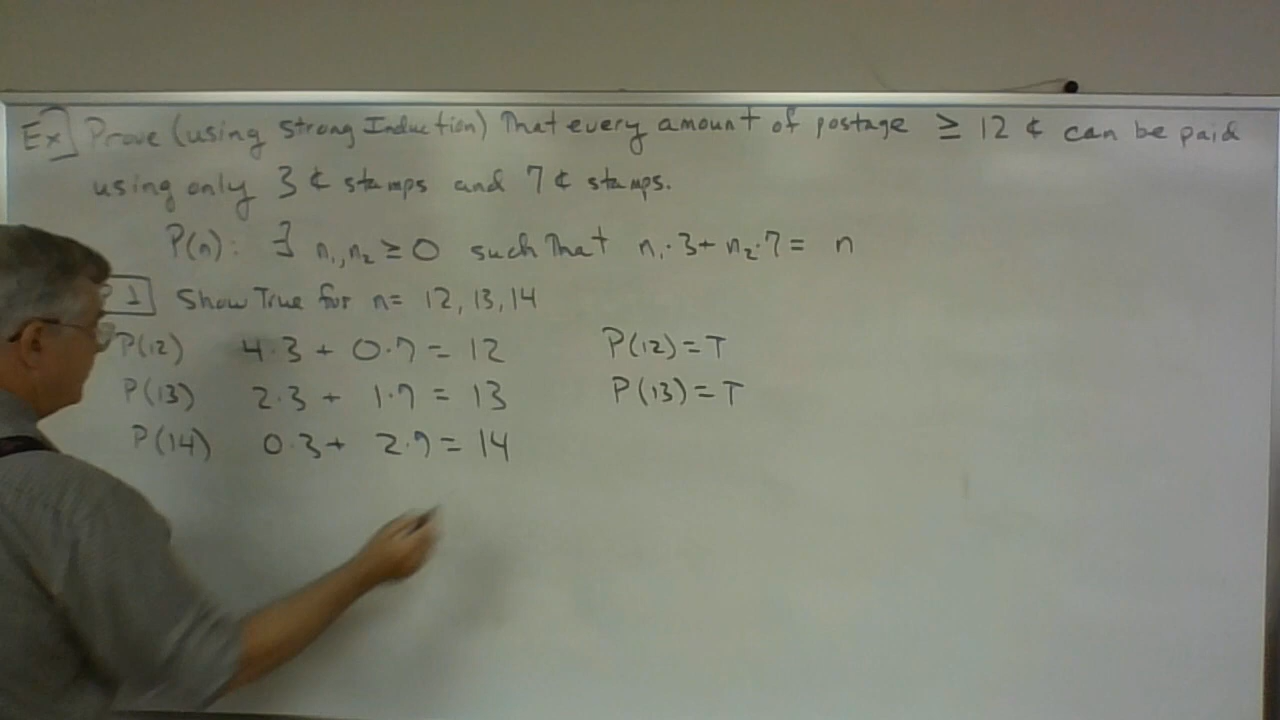 Ex] Prove (using strong Induction) That every amount of postage ≥ 12 ¢ can be paid
using only 3 ¢ stamps and 7 ¢ stamps.
P(n): ∃ n₁, n₂ ≥ 0 such That n₁·3 + n₂·7 = n
1 Show True for n= 12, 13, 14
P(12) 4·3 + 0·7 = 12 P(12) = T
P(13) 2·3 + 1·7 = 13 P(13) = T
P(14) 0·3 + 2·7 = 14